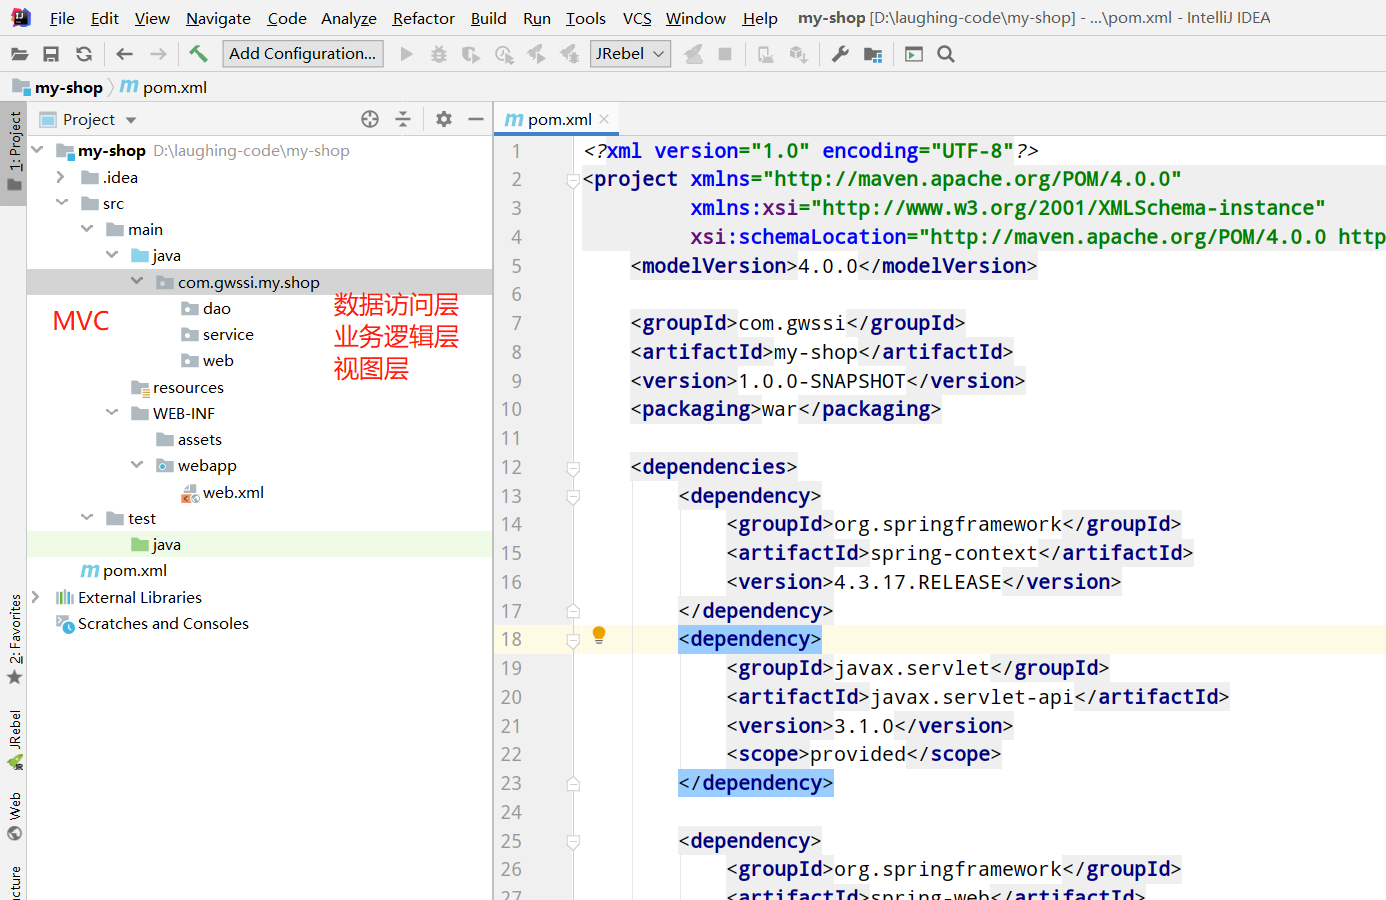 File Edit View Navigate Code Analyze Refactor Build Run Tools VCS Window Help my-shop [D:\laughing-code\my-shop] - ...\pom.xml - IntelliJ IDEA
Add Configuration... JRebel
my-shop pom.xml
1: Project
Project
my-shop D:\laughing-code\my-shop
.idea
src
main
java
com.gwssi.my.shop
dao
service
web
resources
WEB-INF
assets
webapp
web.xml
test
java
pom.xml
External Libraries
Scratches and Consoles
MVC
数据访问层
业务逻辑层
视图层
2: Favorites
JRebel
Web
pom.xml
1 <?xml version="1.0" encoding="UTF-8"?>
2 <project xmlns="http://maven.apache.org/POM/4.0.0"
3 xmlns:xsi="http://www.w3.org/2001/XMLSchema-instance"
4 xsi:schemaLocation="http://maven.apache.org/POM/4.0.0 http
5 <modelVersion>4.0.0</modelVersion>
6
7 <groupId>com.gwssi</groupId>
8 <artifactId>my-shop</artifactId>
9 <version>1.0.0-SNAPSHOT</version>
10 <packaging>war</packaging>
11
12 <dependencies>
13 <dependency>
14 <groupId>org.springframework</groupId>
15 <artifactId>spring-context</artifactId>
16 <version>4.3.17.RELEASE</version>
17 </dependency>
18 <dependency>
19 <groupId>javax.servlet</groupId>
20 <artifactId>javax.servlet-api</artifactId>
21 <version>3.1.0</version>
22 <scope>provided</scope>
23 </dependency>
24
25 <dependency>
26 <groupId>org.springframework</groupId>
27 <artifactId>spring-web</artifactId>